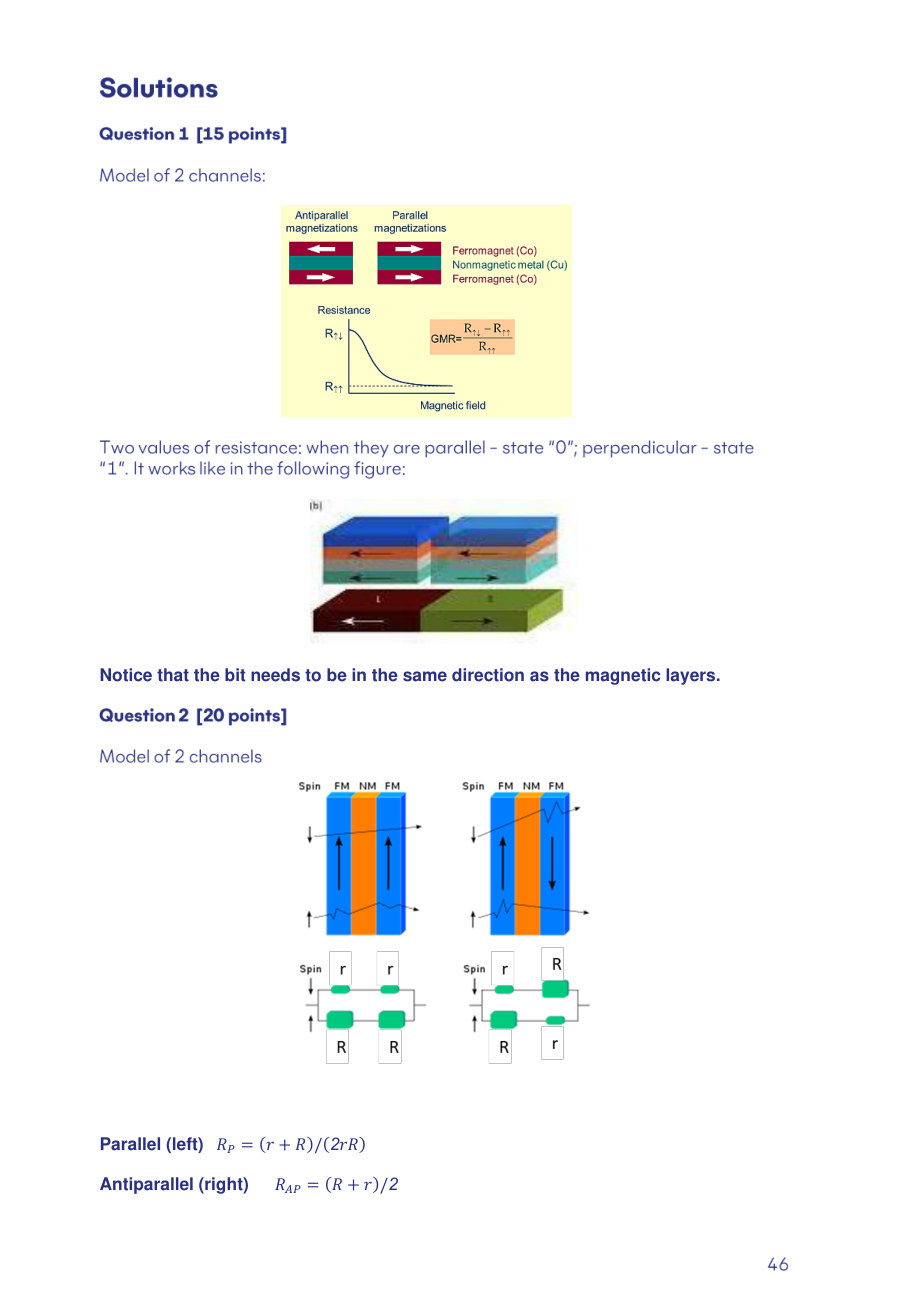 Solutions
Question 1 [15 points]
Model of 2 channels:
Antiparallel magnetizations
Parallel magnetizations
Ferromagnet (Co)
Nonmagnetic metal (Cu)
Ferromagnet (Co)
Resistance
R↑↓
GMR= (R↑↓ – R↑↑) / R↑↑
R↑↑
Magnetic field
Two values of resistance: when they are parallel - state "0"; perpendicular - state
"1". It works like in the following figure:
(b)
L
Notice that the bit needs to be in the same direction as the magnetic layers.
Question 2 [20 points]
Model of 2 channels
Spin FM NM FM
Spin FM NM FM
Spin r r
R R
Spin r R
R r
Parallel (left) R_P = (r + R)/(2rR)
Antiparallel (right) R_AP = (R + r)/2
46